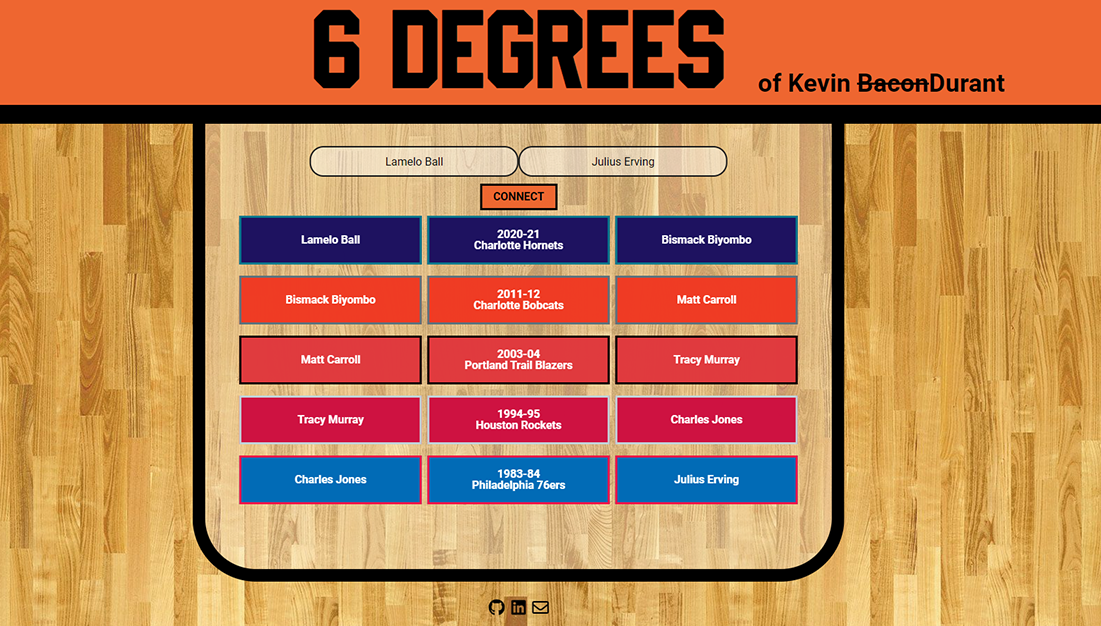 6 DEGREES
of Kevin BaconDurant
Lamelo Ball
Julius Erving
CONNECT
Lamelo Ball
2020-21
Charlotte Hornets
Bismack Biyombo
Bismack Biyombo
2011-12
Charlotte Bobcats
Matt Carroll
Matt Carroll
2003-04
Portland Trail Blazers
Tracy Murray
Tracy Murray
1994-95
Houston Rockets
Charles Jones
Charles Jones
1983-84
Philadelphia 76ers
Julius Erving
in